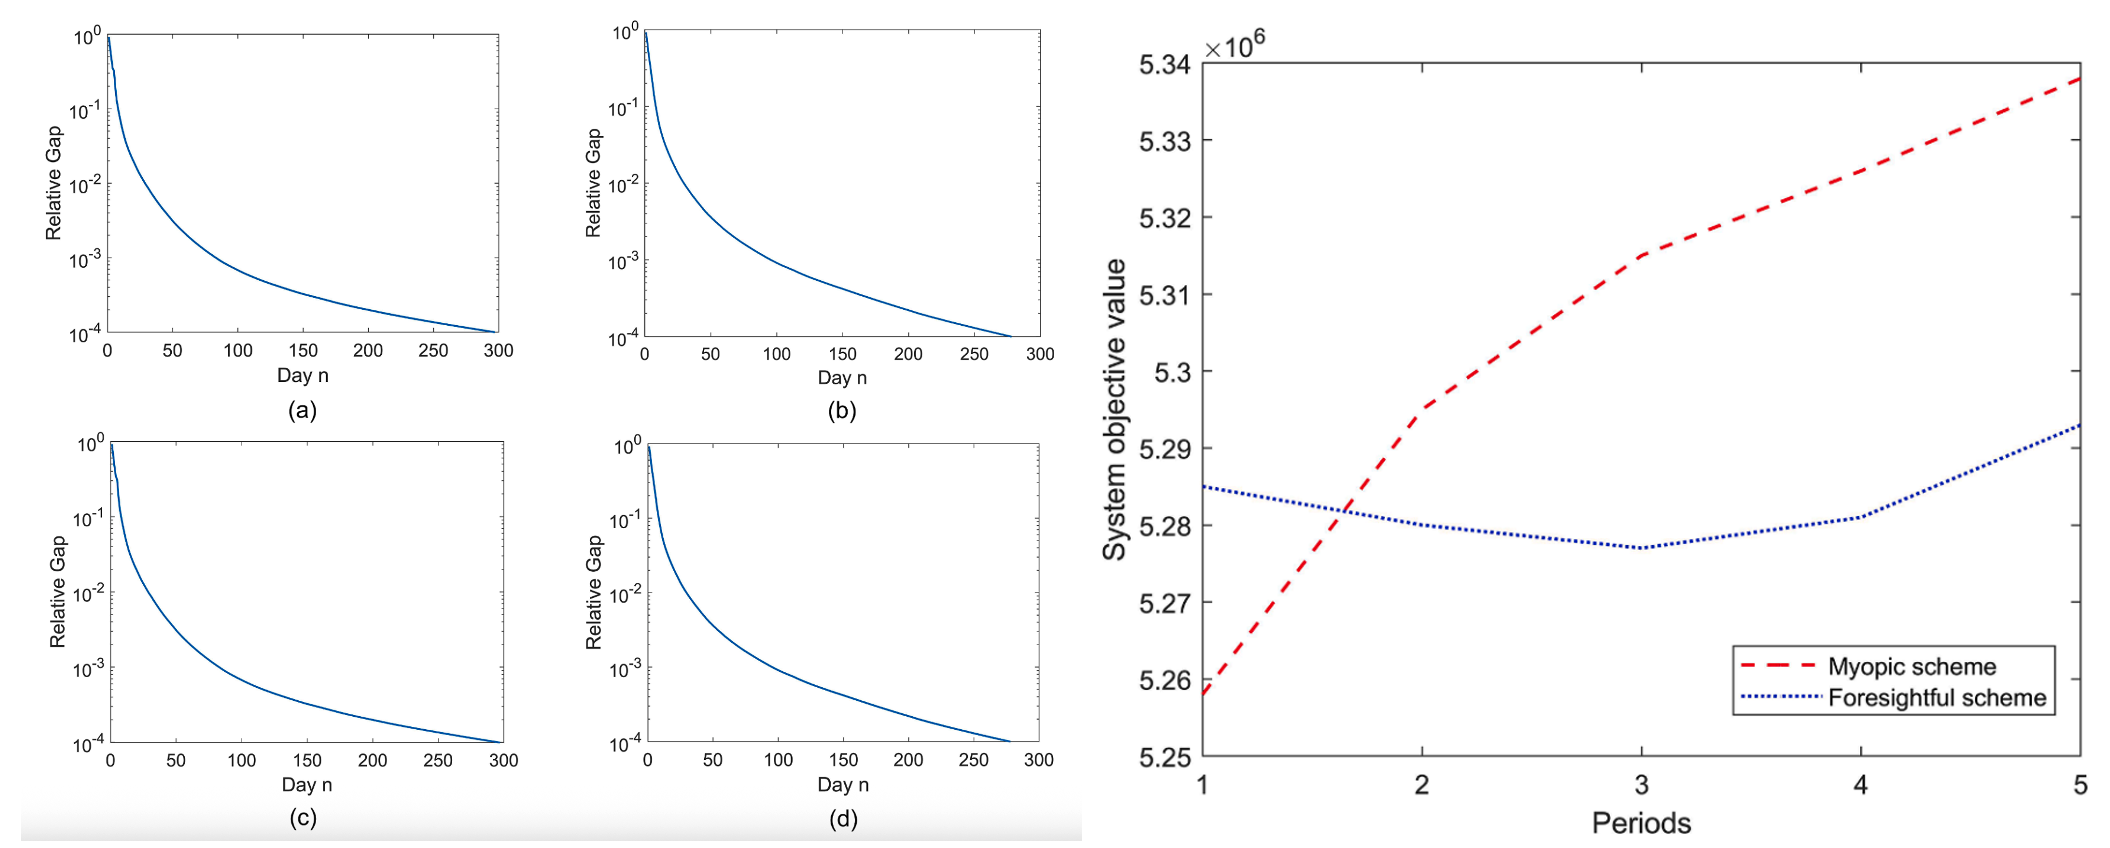 10^0
10^-1
10^-2
10^-3
10^-4
Relative Gap
0 50 100 150 200 250 300
Day n
(a)
10^0
10^-1
10^-2
10^-3
10^-4
Relative Gap
0 50 100 150 200 250 300
Day n
(b)
10^0
10^-1
10^-2
10^-3
10^-4
Relative Gap
0 50 100 150 200 250 300
Day n
(c)
10^0
10^-1
10^-2
10^-3
10^-4
Relative Gap
0 50 100 150 200 250 300
Day n
(d)
×10^6
5.34
5.33
5.32
5.31
5.3
5.29
5.28
5.27
5.26
5.25
System objective value
Myopic scheme
Foresightful scheme
1 2 3 4 5
Periods